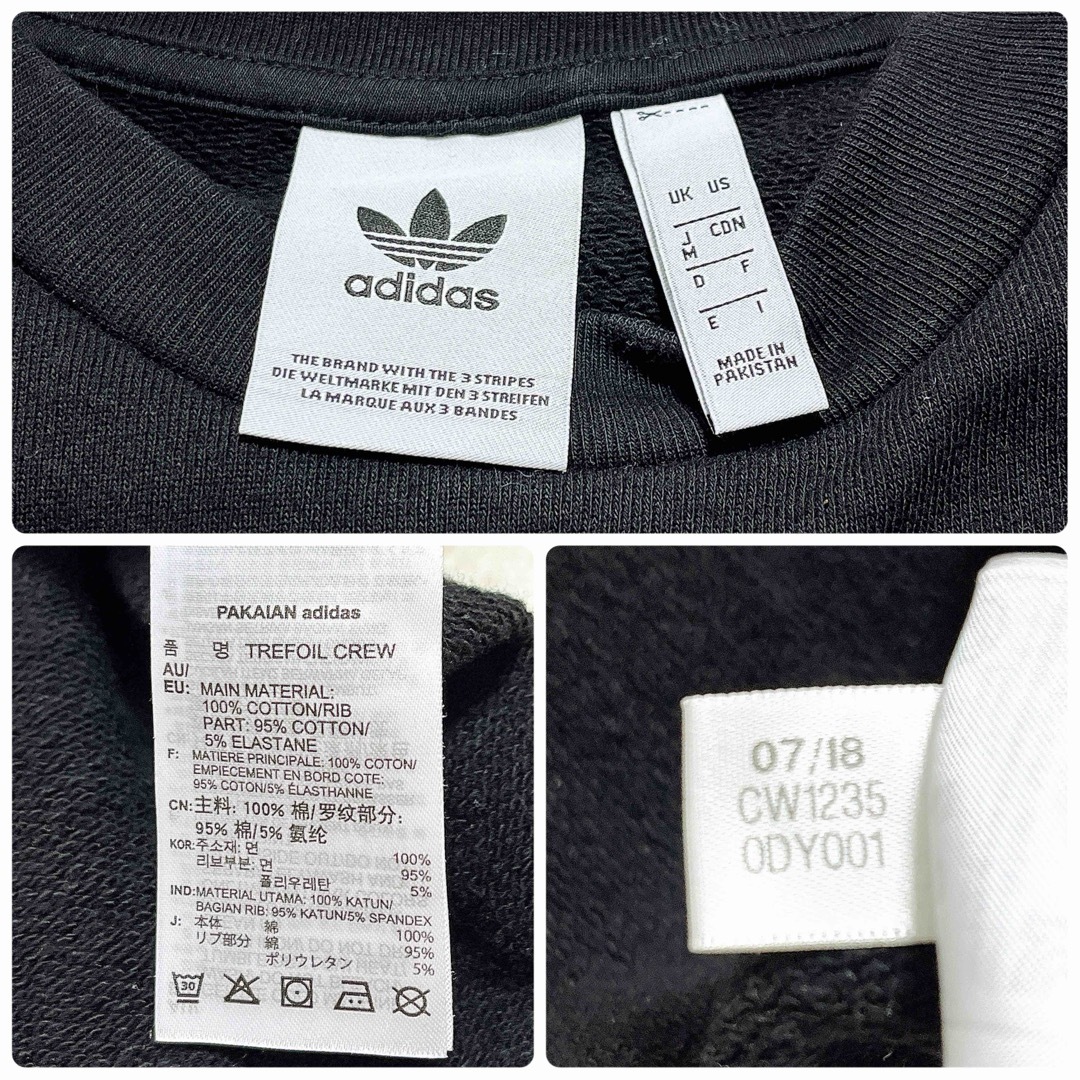 adidas
THE BRAND WITH THE 3 STRIPES
DIE WELTMARKE MIT DEN 3 STREIFEN
LA MARQUE AUX 3 BANDES
UK US
J M CDN
D F
E I
MADE IN
PAKISTAN
PAKAIAN adidas
품 명 TREFOIL CREW
AU/
EU: MAIN MATERIAL:
100% COTTON/RIB
PART: 95% COTTON/
5% ELASTANE
F: MATIERE PRINCIPALE: 100% COTON/
EMPIECEMENT EN BORD COTE:
95% COTON/5% ÉLASTHANNE
CN: 主料: 100% 棉/罗纹部分:
95% 棉/5% 氨纶
KOR: 주소재: 면 100%
리브부분: 면 95%
폴리우레탄 5%
IND: MATERIAL UTAMA: 100% KATUN/
BAGIAN RIB: 95% KATUN/5% SPANDEX
J: 本体 綿 100%
リブ部分 綿 95%
ポリウレタン 5%
30
07/18
CW1235
0DY001